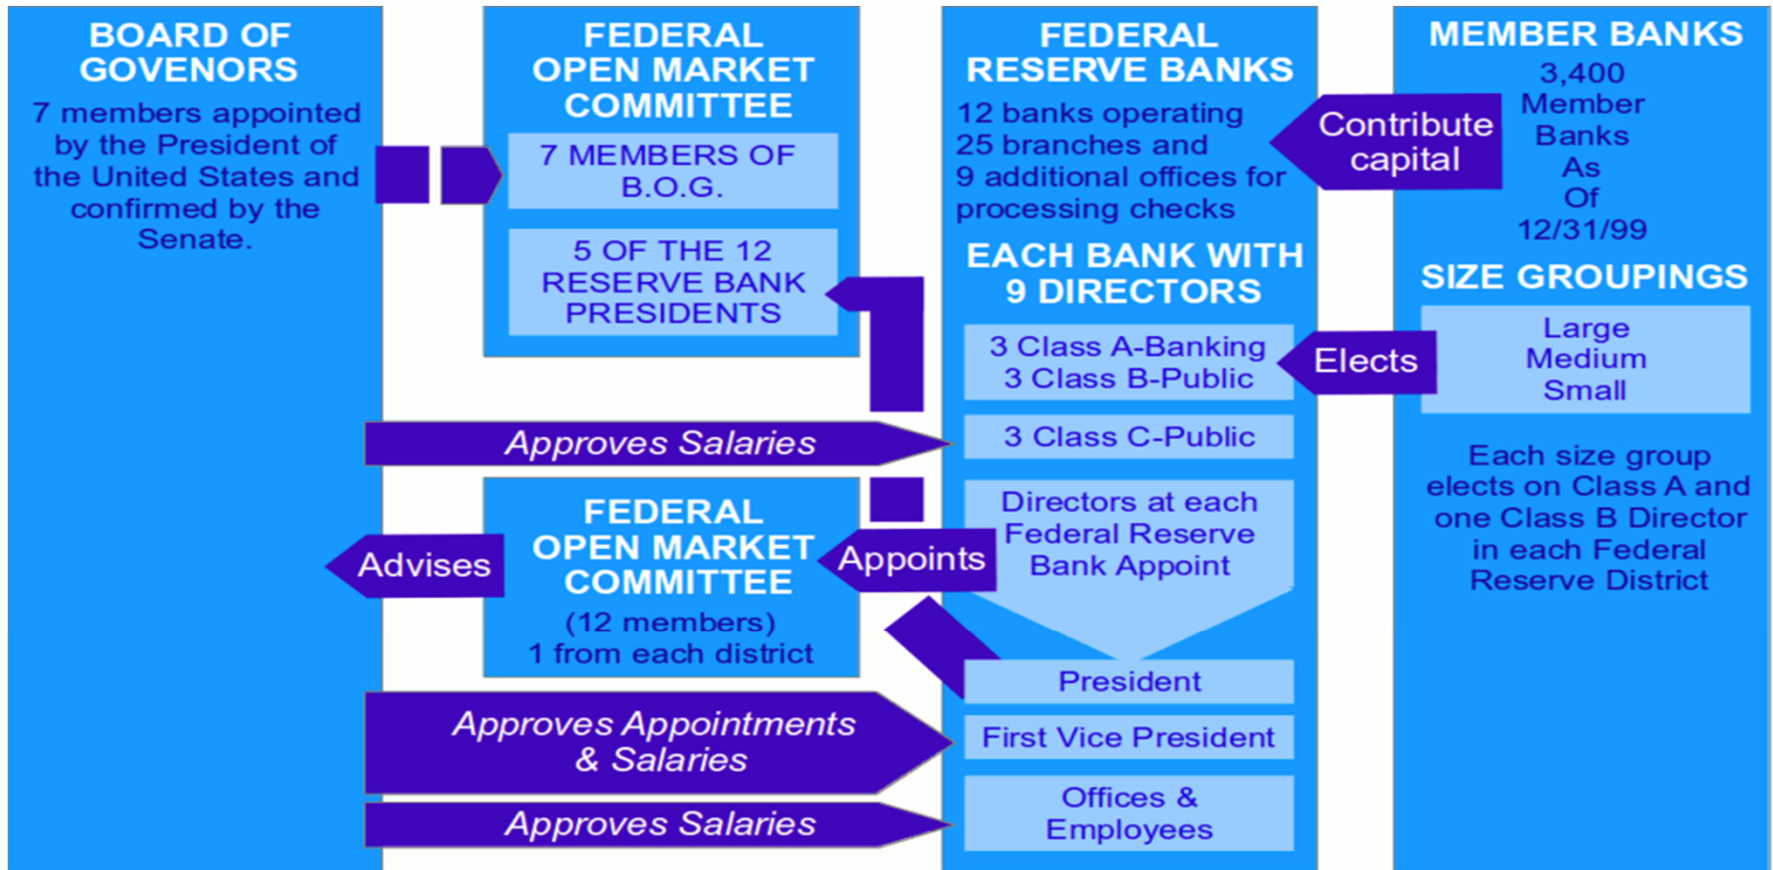 BOARD OF
GOVENORS
7 members appointed
by the President of
the United States and
confirmed by the
Senate.
FEDERAL
OPEN MARKET
COMMITTEE
7 MEMBERS OF
B.O.G.
5 OF THE 12
RESERVE BANK
PRESIDENTS
Approves Salaries
FEDERAL
OPEN MARKET
COMMITTEE
(12 members)
1 from each district
Advises
Appoints
Approves Appointments
& Salaries
Approves Salaries
FEDERAL
RESERVE BANKS
12 banks operating
25 branches and
9 additional offices for
processing checks
EACH BANK WITH
9 DIRECTORS
3 Class A-Banking
3 Class B-Public
3 Class C-Public
Directors at each
Federal Reserve
Bank Appoint
President
First Vice President
Offices &
Employees
Contribute
capital
Elects
MEMBER BANKS
3,400
Member
Banks
As
Of
12/31/99
SIZE GROUPINGS
Large
Medium
Small
Each size group
elects on Class A and
one Class B Director
in each Federal
Reserve District